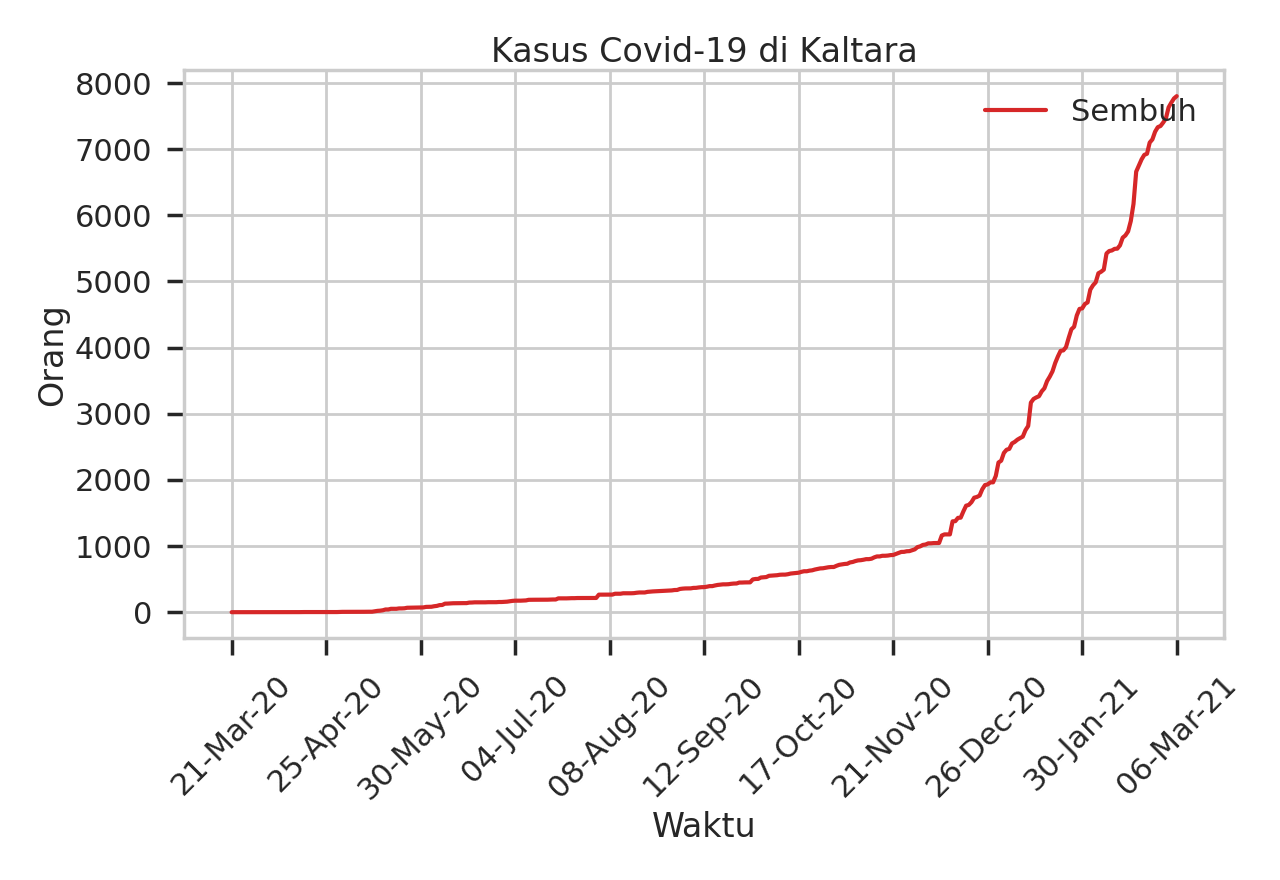 Kasus Covid-19 di Kaltara
Sembuh
8000
7000
6000
5000
4000
3000
2000
1000
0
Orang
21-Mar-20
25-Apr-20
30-May-20
04-Jul-20
08-Aug-20
12-Sep-20
17-Oct-20
21-Nov-20
26-Dec-20
30-Jan-21
06-Mar-21
Waktu